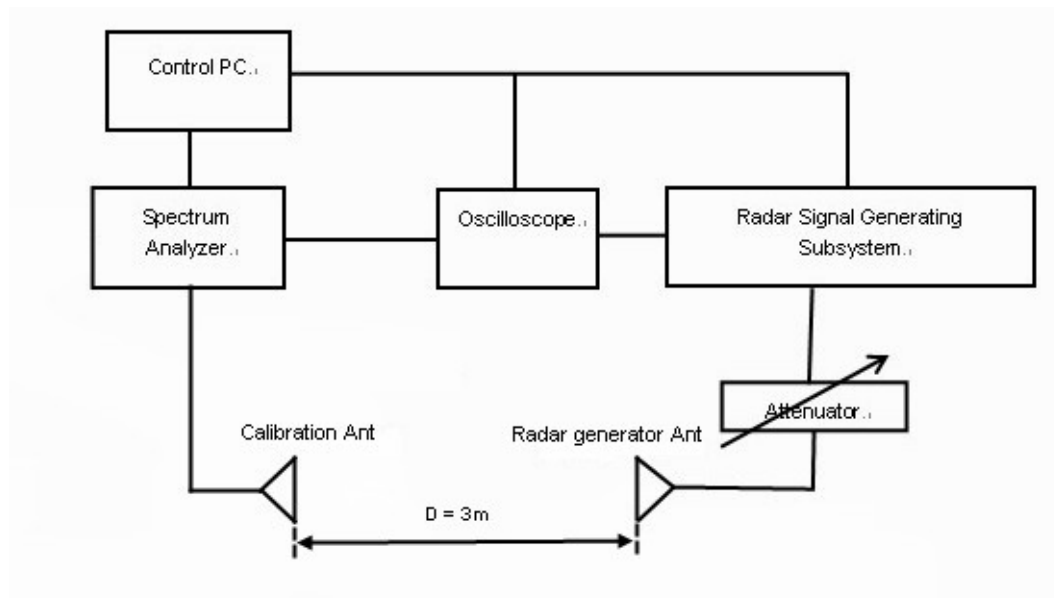 Control PC.
Spectrum
Analyzer.
Oscilloscope.
Radar Signal Generating
Subsystem.
Attenuator.
Calibration Ant
Radar generator Ant
D = 3m